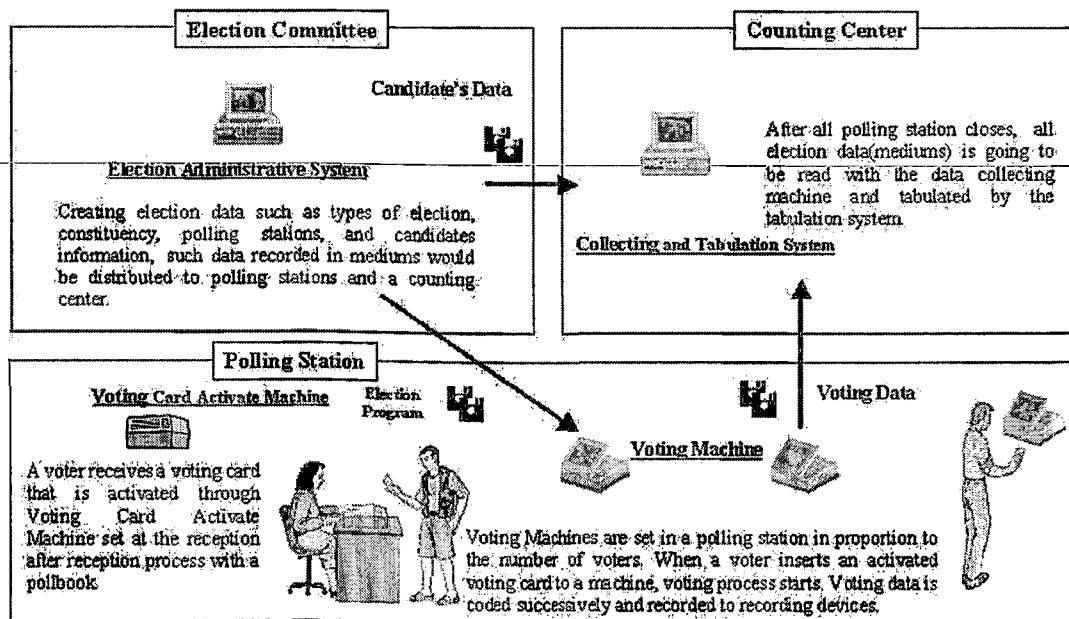 Election Committee
Candidate's Data
Election Administrative System
Creating election data such as types of election,
constituency, polling stations, and candidates
information, such data recorded in mediums would
be distributed to polling stations and a counting
center.
Counting Center
After all polling station closes, all
election data(mediums) is going to
be read with the data collecting
machine and tabulated by the
tabulation system.
Collecting and Tabulation System
Polling Station
Voting Card Activate Machine
Election
Program
A voter receives a voting card
that is activated through
Voting Card Activate
Machine set at the reception
after reception process with a
pollbook.
Voting Machine
Voting Data
Voting Machines are set in a polling station in proportion to
the number of voters. When a voter inserts an activated
voting card to a machine, voting process starts. Voting data is
coded successively and recorded to recording devices.